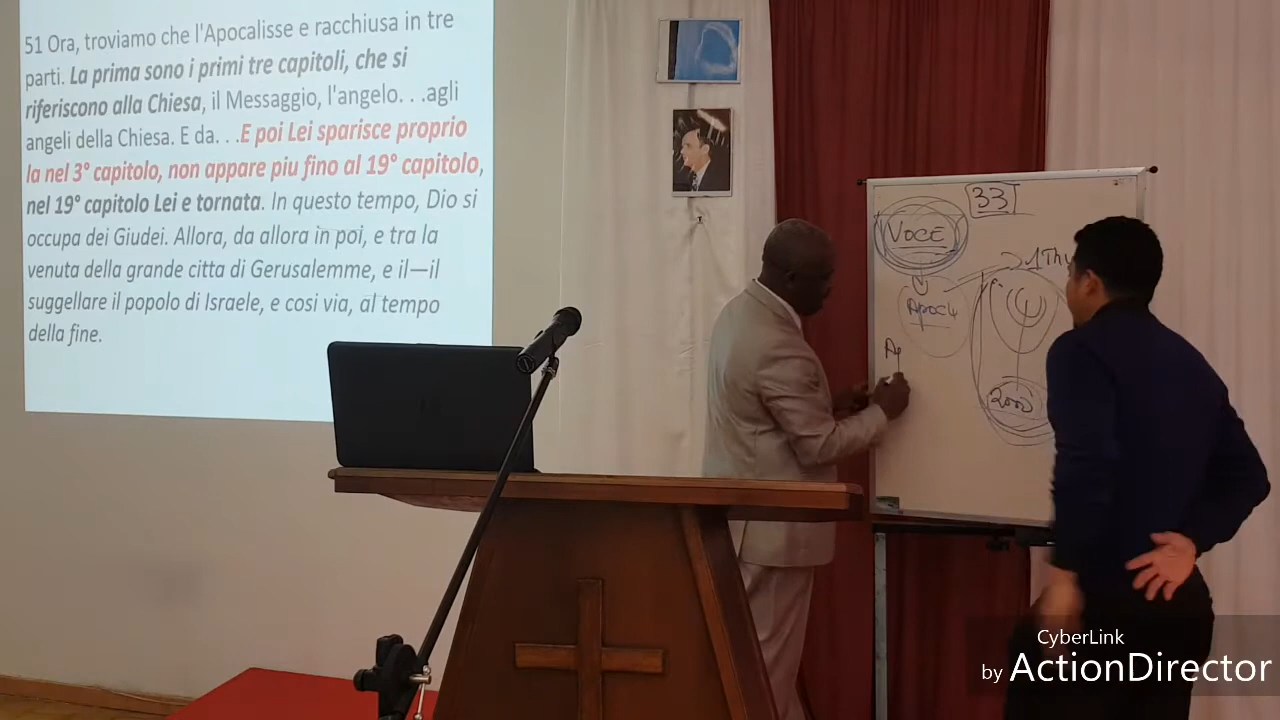 51 Ora, troviamo che l'Apocalisse e racchiusa in tre
parti. La prima sono i primi tre capitoli, che si
riferiscono alla Chiesa, il Messaggio, l'angelo. . .agli
angeli della Chiesa. E da. . .E poi Lei sparisce proprio
la nel 3° capitolo, non appare piu fino al 19° capitolo,
nel 19° capitolo Lei e tornata. In questo tempo, Dio si
occupa dei Giudei. Allora, da allora in poi, e tra la
venuta della grande citta di Gerusalemme, e il—il
suggellare il popolo di Israele, e cosi via, al tempo
della fine.
33
VOCE
1Th
APOC4
Ap
2000
CyberLink
by ActionDirector